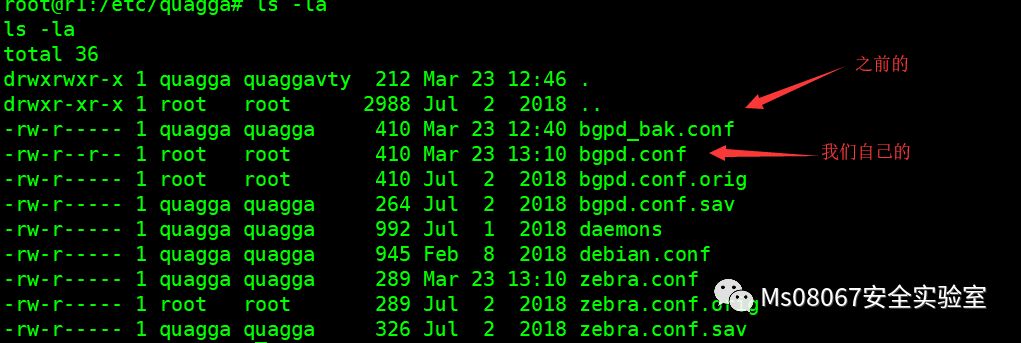 root@r1:/etc/quagga# ls -la
ls -la
total 36
drwxrwxr-x 1 quagga quaggavty  212 Mar 23 12:46 .
之前的
drwxr-xr-x 1 root   root      2988 Jul  2  2018 ..
-rw-r----- 1 quagga quagga     410 Mar 23 12:40 bgpd_bak.conf
-rw-r--r-- 1 root   root       410 Mar 23 13:10 bgpd.conf
我们自己的
-rw-r----- 1 root   root       410 Jul  2  2018 bgpd.conf.orig
-rw-r----- 1 quagga quagga     264 Jul  2  2018 bgpd.conf.sav
-rw-r----- 1 quagga quagga     992 Jul  1  2018 daemons
-rw-r----- 1 quagga quagga     945 Feb  8  2018 debian.conf
-rw-r----- 1 quagga quagga     289 Mar 23 13:10 zebra.conf
-rw-r----- 1 root   root       289 Jul  2  2018 zebra.conf.orig
Ms08067安全实验室
-rw-r----- 1 quagga quagga     326 Jul  2  2018 zebra.conf.sav